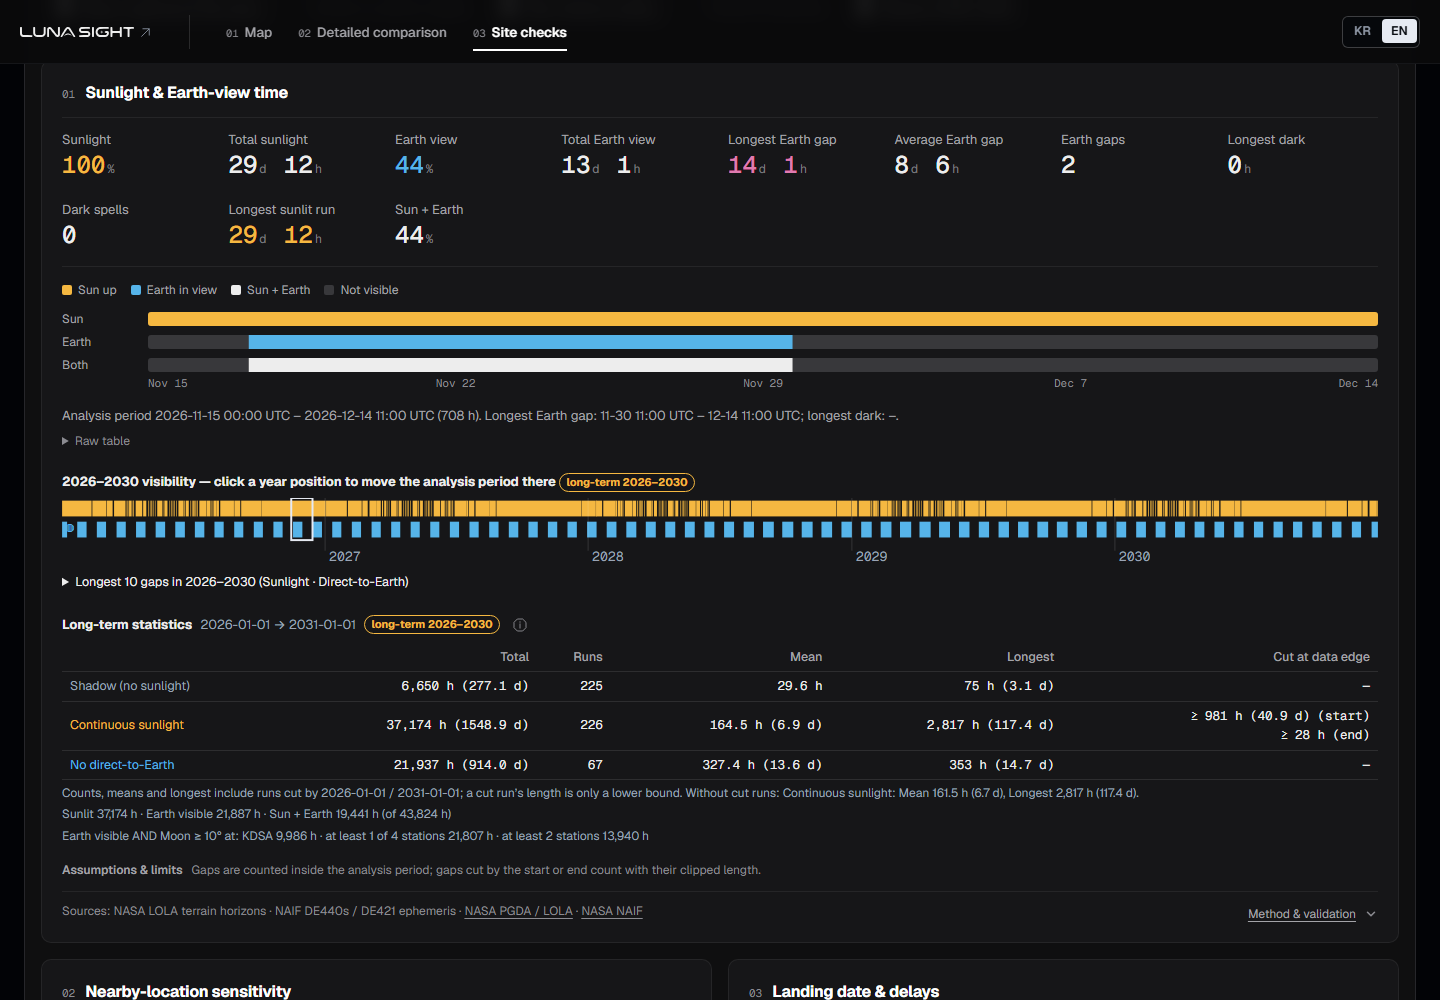 LUNA SIGHT ↗
01 Map
02 Detailed comparison
03 Site checks
KR EN
01 Sunlight & Earth-view time
Sunlight
100%
Total sunlight
29d 12h
Earth view
44%
Total Earth view
13d 1h
Longest Earth gap
14d 1h
Average Earth gap
8d 6h
Earth gaps
2
Longest dark
0h
Dark spells
0
Longest sunlit run
29d 12h
Sun + Earth
44%
Sun up Earth in view Sun + Earth Not visible
Sun
Earth
Both
Nov 15 Nov 22 Nov 29 Dec 7 Dec 14
Analysis period 2026-11-15 00:00 UTC – 2026-12-14 11:00 UTC (708 h). Longest Earth gap: 11-30 11:00 UTC – 12-14 11:00 UTC; longest dark: –.
▶ Raw table
2026–2030 visibility — click a year position to move the analysis period there long-term 2026–2030
2027 2028 2029 2030
▶ Longest 10 gaps in 2026–2030 (Sunlight · Direct-to-Earth)
Long-term statistics 2026-01-01 → 2031-01-01 long-term 2026–2030
Total Runs Mean Longest Cut at data edge
Shadow (no sunlight) 6,650 h (277.1 d) 225 29.6 h 75 h (3.1 d) –
Continuous sunlight 37,174 h (1548.9 d) 226 164.5 h (6.9 d) 2,817 h (117.4 d) ≥ 981 h (40.9 d) (start)
≥ 28 h (end)
No direct-to-Earth 21,937 h (914.0 d) 67 327.4 h (13.6 d) 353 h (14.7 d) –
Counts, means and longest include runs cut by 2026-01-01 / 2031-01-01; a cut run's length is only a lower bound. Without cut runs: Continuous sunlight: Mean 161.5 h (6.7 d), Longest 2,817 h (117.4 d).
Sunlit 37,174 h · Earth visible 21,887 h · Sun + Earth 19,441 h (of 43,824 h)
Earth visible AND Moon ≥ 10° at: KDSA 9,986 h · at least 1 of 4 stations 21,807 h · at least 2 stations 13,940 h
Assumptions & limits Gaps are counted inside the analysis period; gaps cut by the start or end count with their clipped length.
Sources: NASA LOLA terrain horizons · NAIF DE440s / DE421 ephemeris · NASA PGDA / LOLA · NASA NAIF
Method & validation
02 Nearby-location sensitivity
03 Landing date & delays